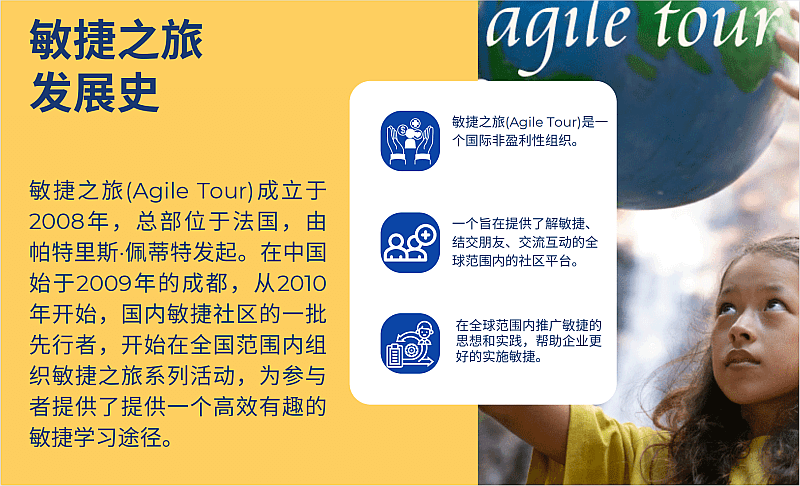 敏捷之旅
发展史
敏捷之旅(Agile Tour)成立于
2008年，总部位于法国，由
帕特里斯·佩蒂特发起。在中国
始于2009年的成都，从2010
年开始，国内敏捷社区的一批
先行者，开始在全国范围内组
织敏捷之旅系列活动，为参与
者提供了提供一个高效有趣的
敏捷学习途径。
agile tour
敏捷之旅(Agile Tour)是一
个国际非盈利性组织。
一个旨在提供了解敏捷、
结交朋友、交流互动的全
球范围内的社区平台。
在全球范围内推广敏捷的
思想和实践，帮助企业更
好的实施敏捷。